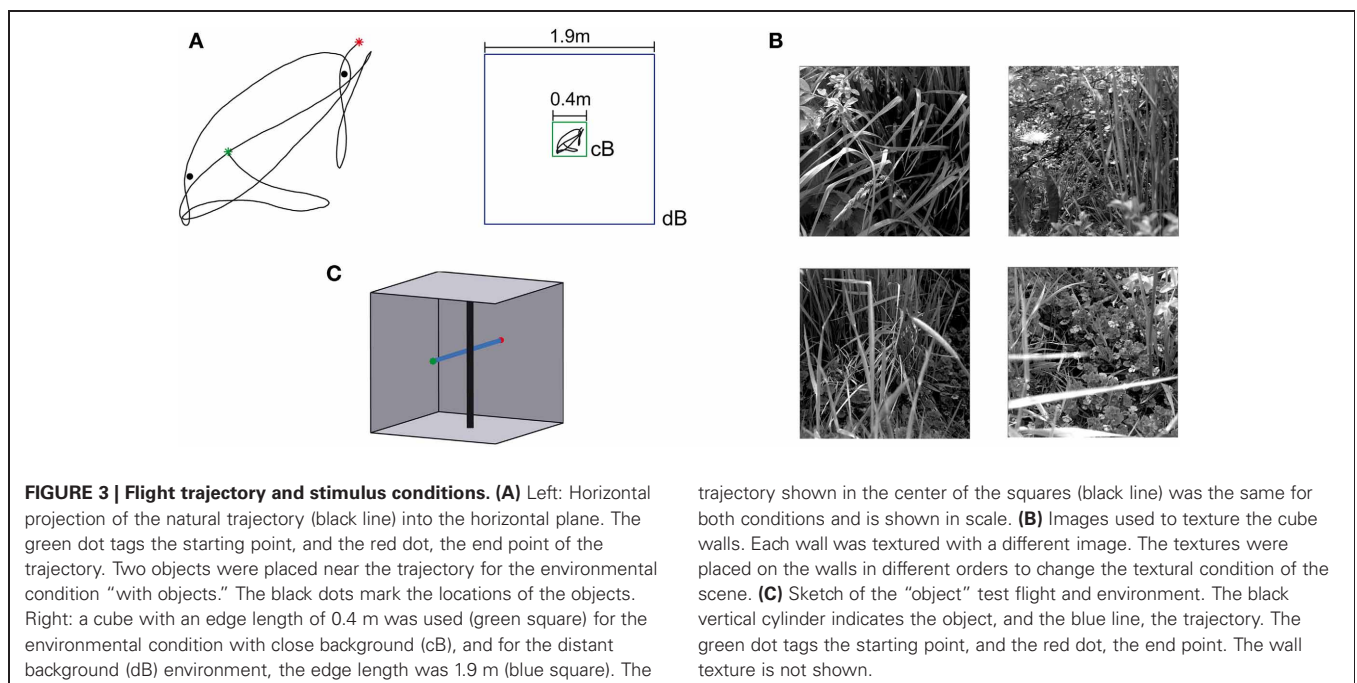 A
1.9m
0.4m
cB
dB
B
C
FIGURE 3 | Flight trajectory and stimulus conditions. (A) Left: Horizontal
projection of the natural trajectory (black line) into the horizontal plane. The
green dot tags the starting point, and the red dot, the end point of the
trajectory. Two objects were placed near the trajectory for the environmental
condition “with objects.” The black dots mark the locations of the objects.
Right: a cube with an edge length of 0.4 m was used (green square) for the
environmental condition with close background (cB), and for the distant
background (dB) environment, the edge length was 1.9 m (blue square). The
trajectory shown in the center of the squares (black line) was the same for
both conditions and is shown in scale. (B) Images used to texture the cube
walls. Each wall was textured with a different image. The textures were
placed on the walls in different orders to change the textural condition of the
scene. (C) Sketch of the “object” test flight and environment. The black
vertical cylinder indicates the object, and the blue line, the trajectory. The
green dot tags the starting point, and the red dot, the end point. The wall
texture is not shown.